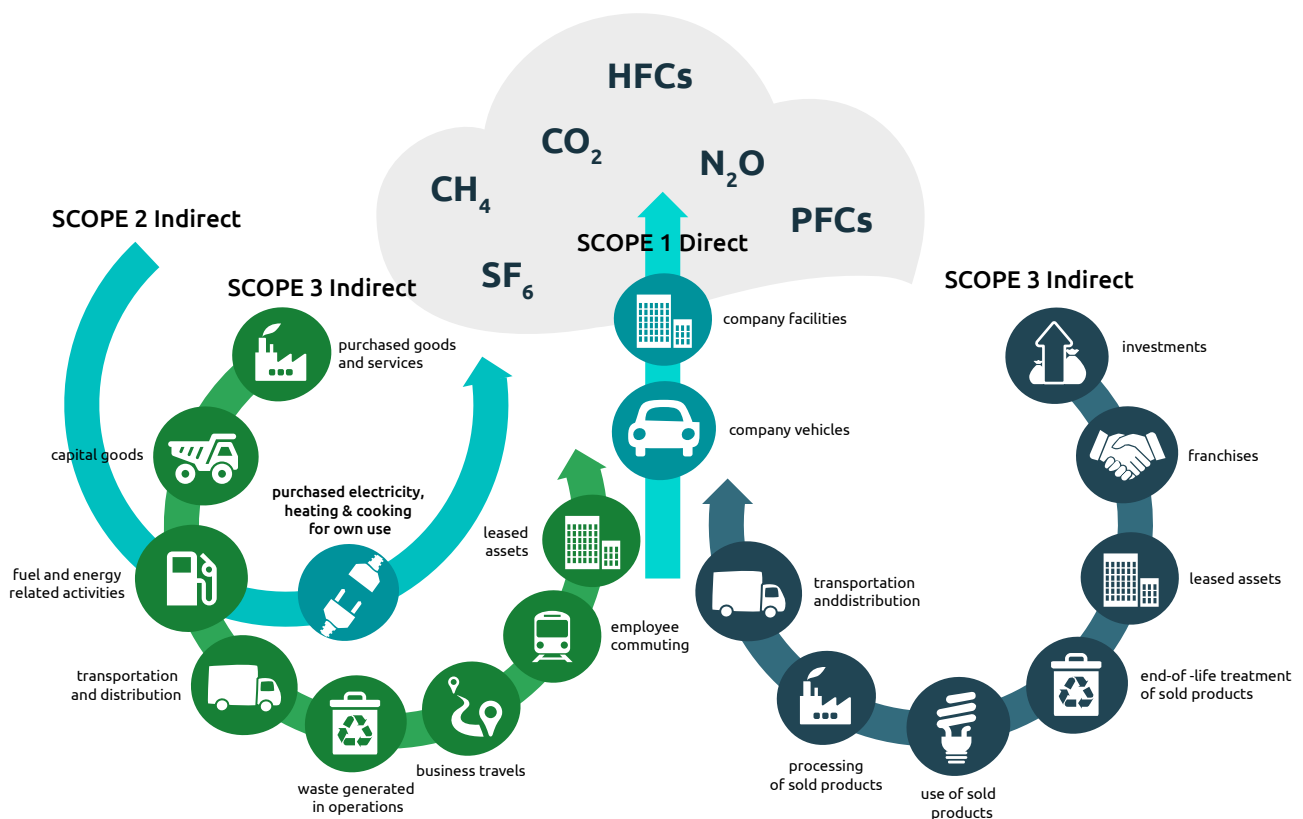 HFCs
CO2
N2O
CH4
PFCs
SF6
SCOPE 2 Indirect
SCOPE 1 Direct
SCOPE 3 Indirect
SCOPE 3 Indirect
company facilities
company vehicles
purchased goods
and services
capital goods
purchased electricity,
heating & cooking
for own use
fuel and energy
related activities
transportation
and distribution
waste generated
in operations
business travels
employee
commuting
leased
assets
investments
franchises
leased assets
end-of -life treatment
of sold products
use of sold
products
processing
of sold products
transportation
anddistribution